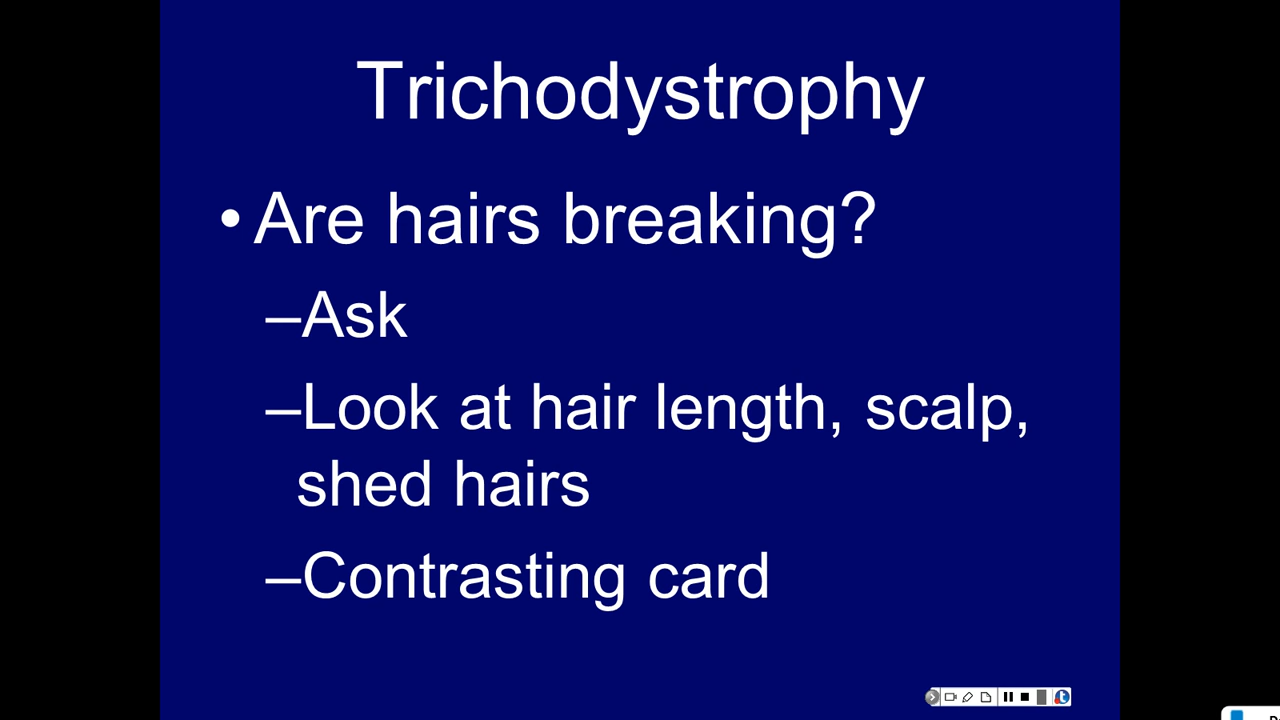 Trichodystrophy
• Are hairs breaking?
–Ask
–Look at hair length, scalp,
shed hairs
–Contrasting card